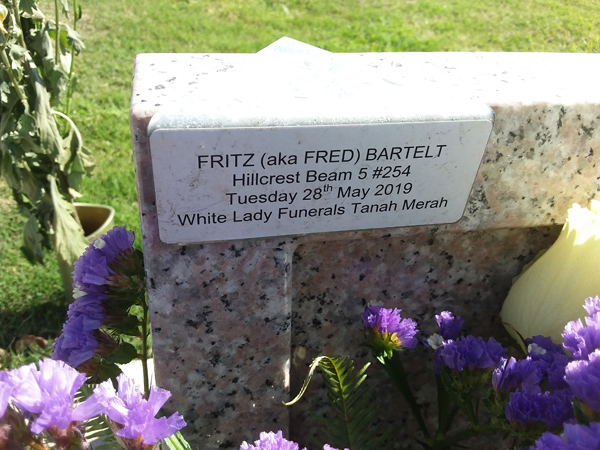 FRITZ (aka FRED) BARTELT
Hillcrest Beam 5 #254
Tuesday 28th May 2019
White Lady Funerals Tanah Merah